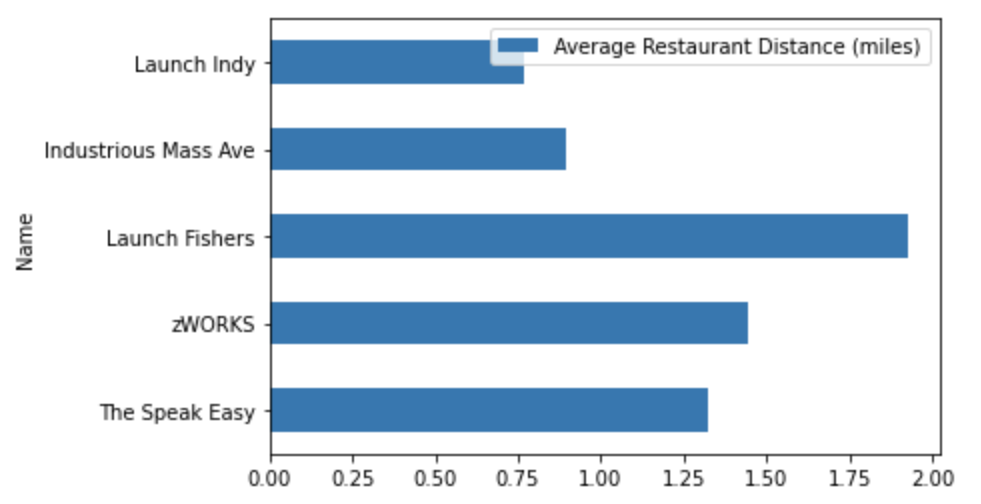 Average Restaurant Distance (miles)
Launch Indy
Industrious Mass Ave
Launch Fishers
zWORKS
The Speak Easy
Name
0.00 0.25 0.50 0.75 1.00 1.25 1.50 1.75 2.00